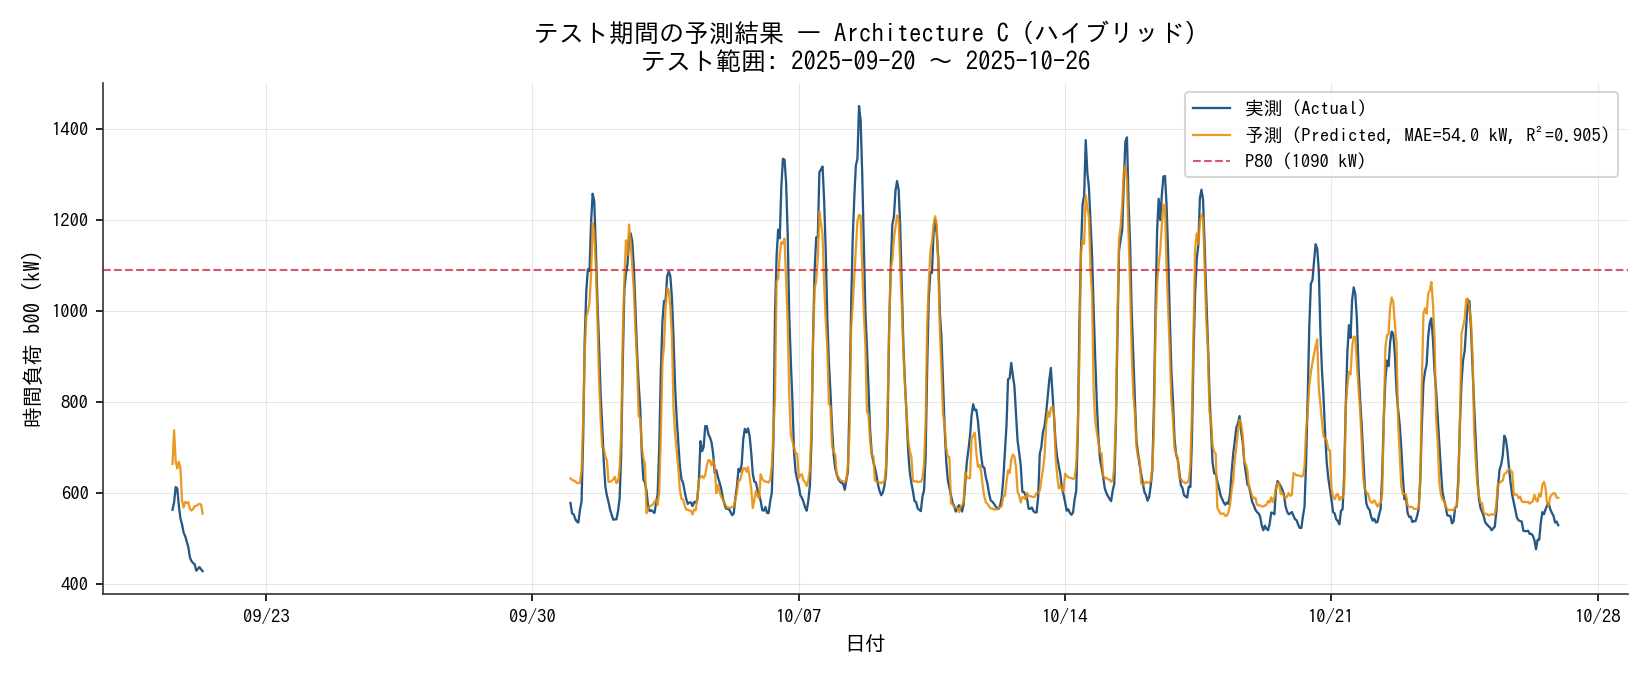 テスト期間の予測結果 — Architecture C (ハイブリッド)
テスト範囲: 2025-09-20 〜 2025-10-26
実測 (Actual)
予測 (Predicted, MAE=54.0 kW, R²=0.905)
P80 (1090 kW)
時間負荷 b00 (kW)
1400
1200
1000
800
600
400
09/23
09/30
10/07
10/14
10/21
10/28
日付